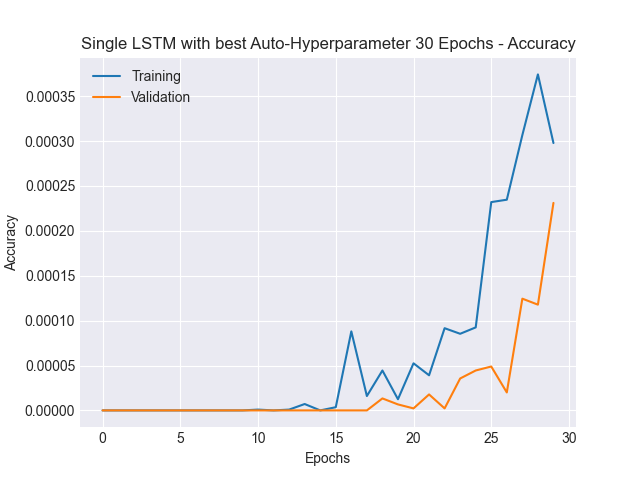 Single LSTM with best Auto-Hyperparameter 30 Epochs - Accuracy
Training
Validation
0.00035
0.00030
0.00025
0.00020
0.00015
0.00010
0.00005
0.00000
Accuracy
0 5 10 15 20 25 30
Epochs